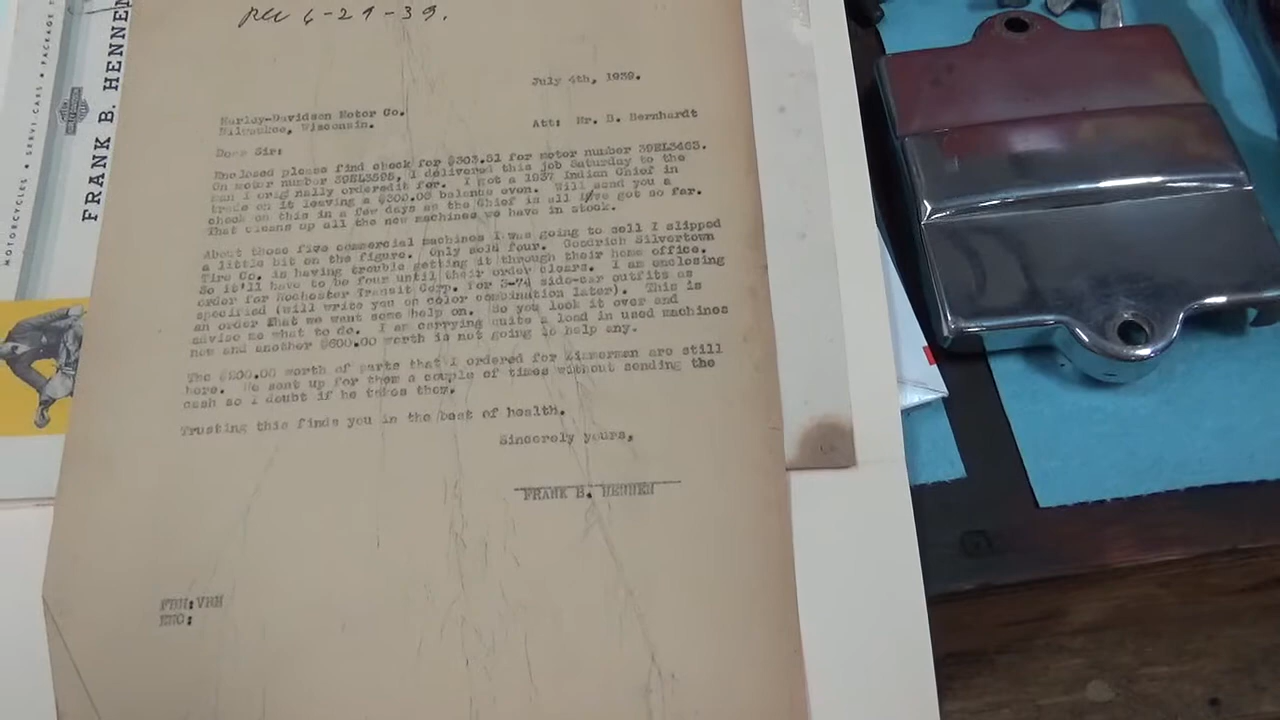 Rec 6-29-39.
July 4th, 1939.
Harley-Davidson Motor Co.
Milwaukee, Wisconsin.
Att: Mr. B. Bernhardt
Dear Sir:
Enclosed please find check for $303.51 for motor number 39EL3463.
On motor number 39EL3595, I delivered this job Saturday to the
man I orig nally orderedit for. I got a 1937 Indian Chief in
trade on it leaving a $300.00 balance even. Will send you a
check on this in a few days as the Chief is all I've got so far.
That cleans up all the new machines we have in stock.
About those five commercial machines I was going to sell I slipped
a little bit on the figure. Only sold four. Goodrich Silvertown
Tire Co. is having trouble getting it through their home office.
So it'll have to be four until their order clears. I am enclosing
order for Rochester Transit Corp. for 3-74 side-car outfits as
specified (will write you on color combination later). This is
an order that we want some help on. So you look it over and
advise me what to do. I am carrying quite a load in used machines
now and another $600.00 worth is not going to help any.
The $200.00 worth of parts that I ordered for Zimmerman are still
here. He sent up for them a couple of times without sending the
cash so I doubt if he takes them.
Trusting this finds you in the best of health.
Sincerely yours,
FRANK B. HENNEN
FBH:VRH
ENC:
MOTORCYCLES ★ SERVI-CARS ★ PACKAGE
HARLEY-DAVIDSON
FRANK B. HENNEN